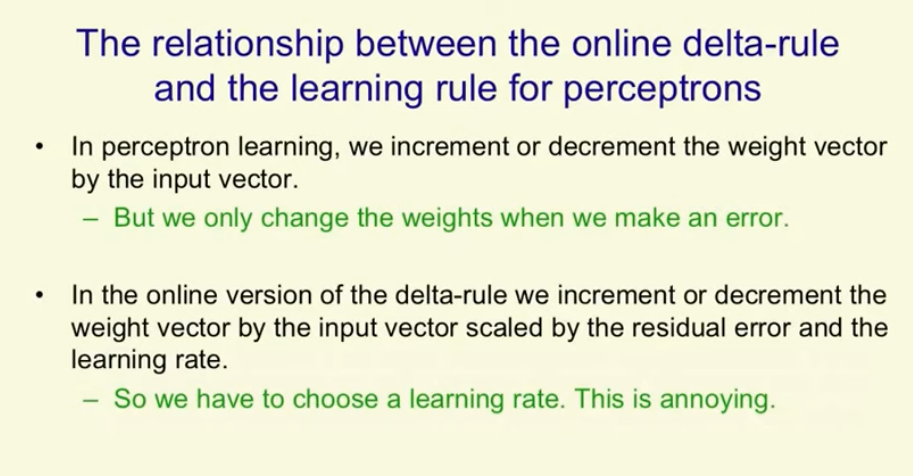 The relationship between the online delta-rule
and the learning rule for perceptrons
• In perceptron learning, we increment or decrement the weight vector
by the input vector.
– But we only change the weights when we make an error.
• In the online version of the delta-rule we increment or decrement the
weight vector by the input vector scaled by the residual error and the
learning rate.
– So we have to choose a learning rate. This is annoying.